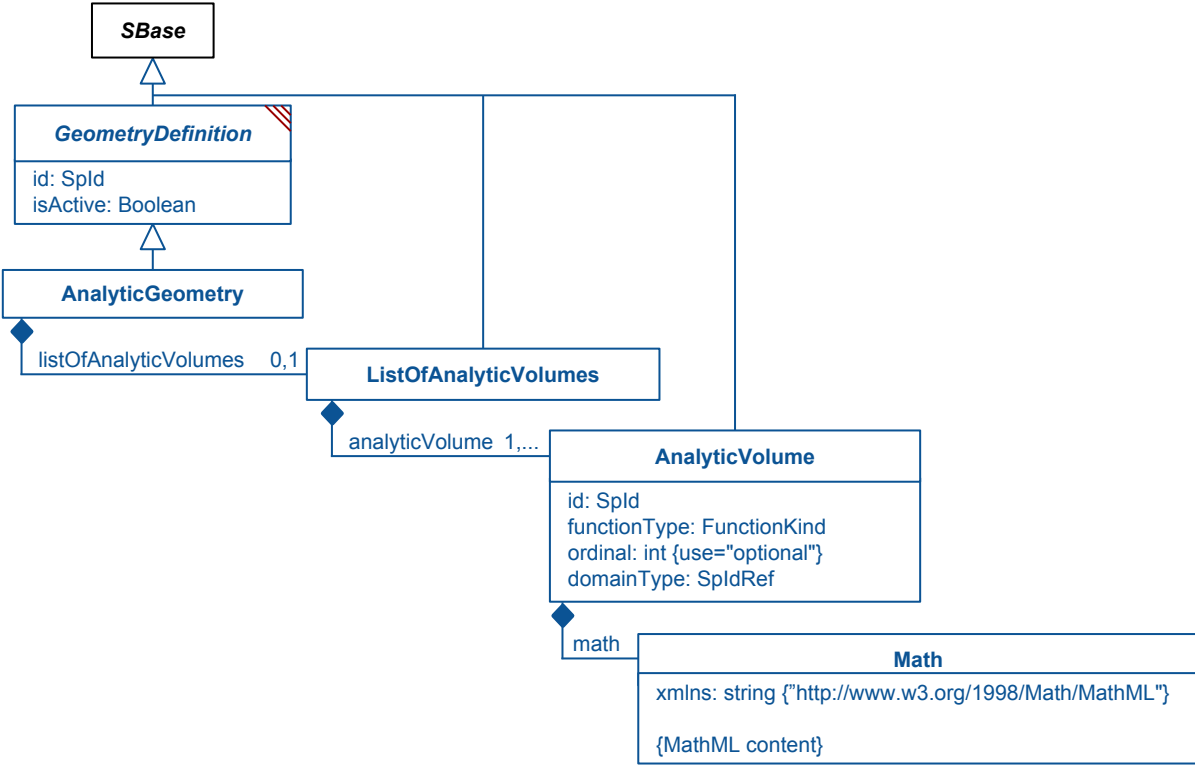 SBase
GeometryDefinition
id: SpId
isActive: Boolean
AnalyticGeometry
listOfAnalyticVolumes 0,1
ListOfAnalyticVolumes
analyticVolume 1,...
AnalyticVolume
id: SpId
functionType: FunctionKind
ordinal: int {use="optional"}
domainType: SpIdRef
math
Math
xmlns: string {”http://www.w3.org/1998/Math/MathML"}
{MathML content}